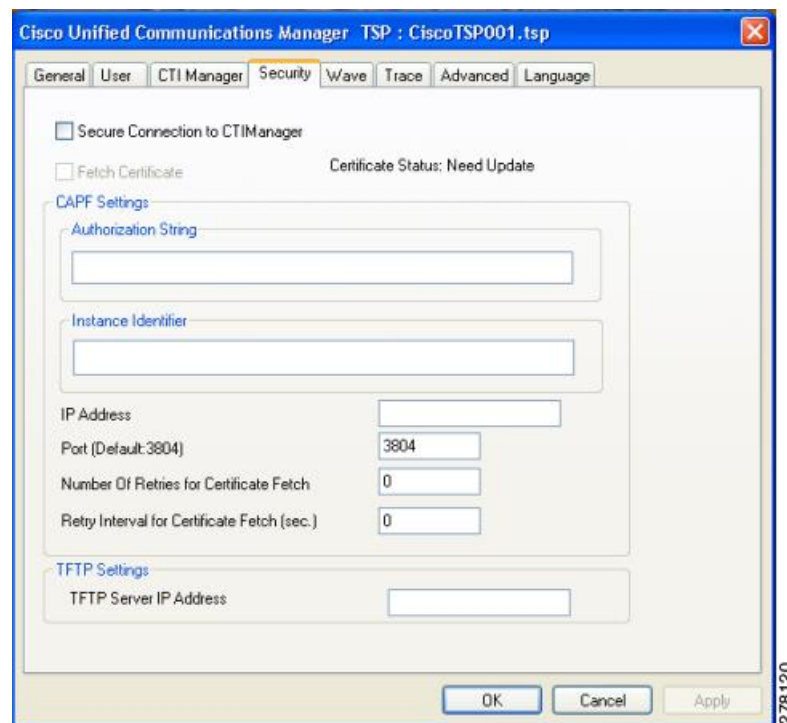 Cisco Unified Communications Manager TSP : CiscoTSP001.tsp
General User CTI Manager Security Wave Trace Advanced Language
Secure Connection to CTIManager
Fetch Certificate Certificate Status: Need Update
CAPF Settings
Authorization String
Instance Identifier
IP Address
Port (Default:3804) 3804
Number Of Retries for Certificate Fetch 0
Retry Interval for Certificate Fetch (sec.) 0
TFTP Settings
TFTP Server IP Address
OK Cancel Apply
278120